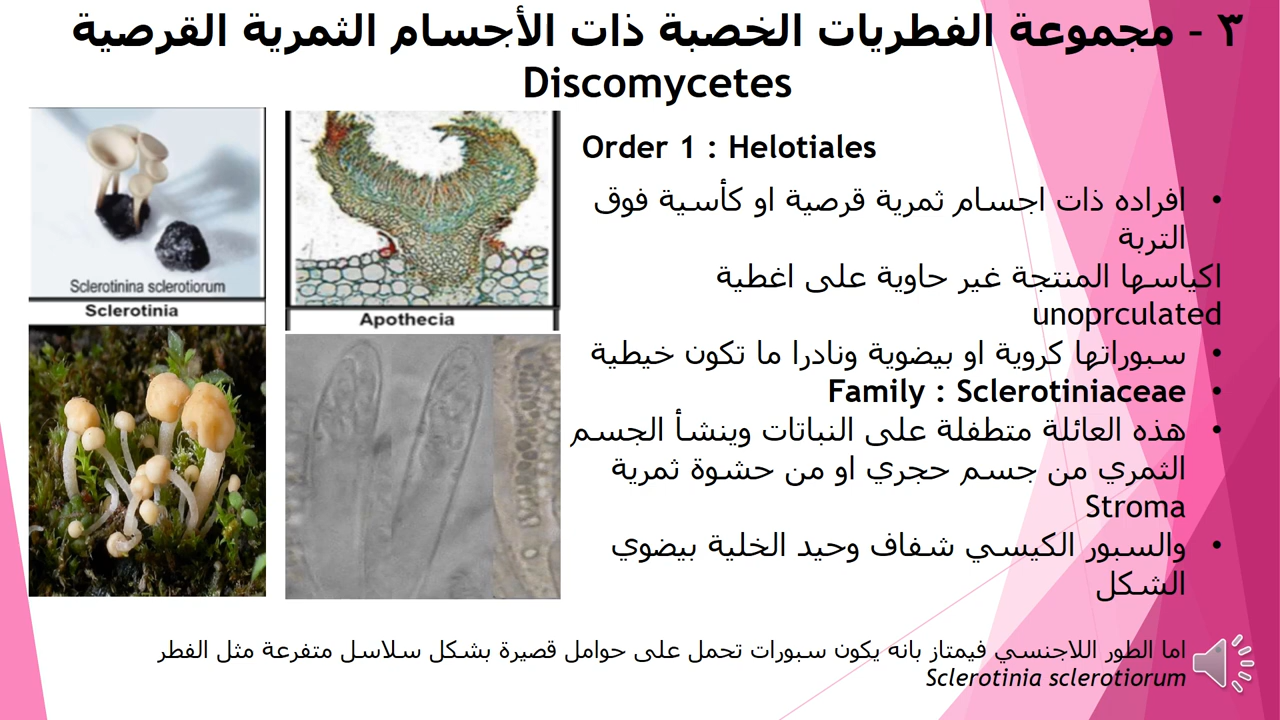 ٣ - مجموعة الفطريات الخصبة ذات الأجسام الثمرية القرصية
Discomycetes
Order 1 : Helotiales
• افراده ذات اجسام ثمرية قرصية او كأسية فوق
التربة
اكياسها المنتجة غير حاوية على اغطية
unoprculated
• سبوراتها كروية او بيضوية ونادرا ما تكون خيطية
• Family : Sclerotiniaceae
• هذه العائلة متطفلة على النباتات وينشأ الجسم
الثمري من جسم حجري او من حشوة ثمرية
Stroma
• والسبور الكيسي شفاف وحيد الخلية بيضوي
الشكل
Sclerotinina sclerotiorum
Sclerotinia
Apothecia
اما الطور اللاجنسي فيمتاز بانه يكون سبورات تحمل على حوامل قصيرة بشكل سلاسل متفرعة مثل الفطر
Sclerotinia sclerotiorum